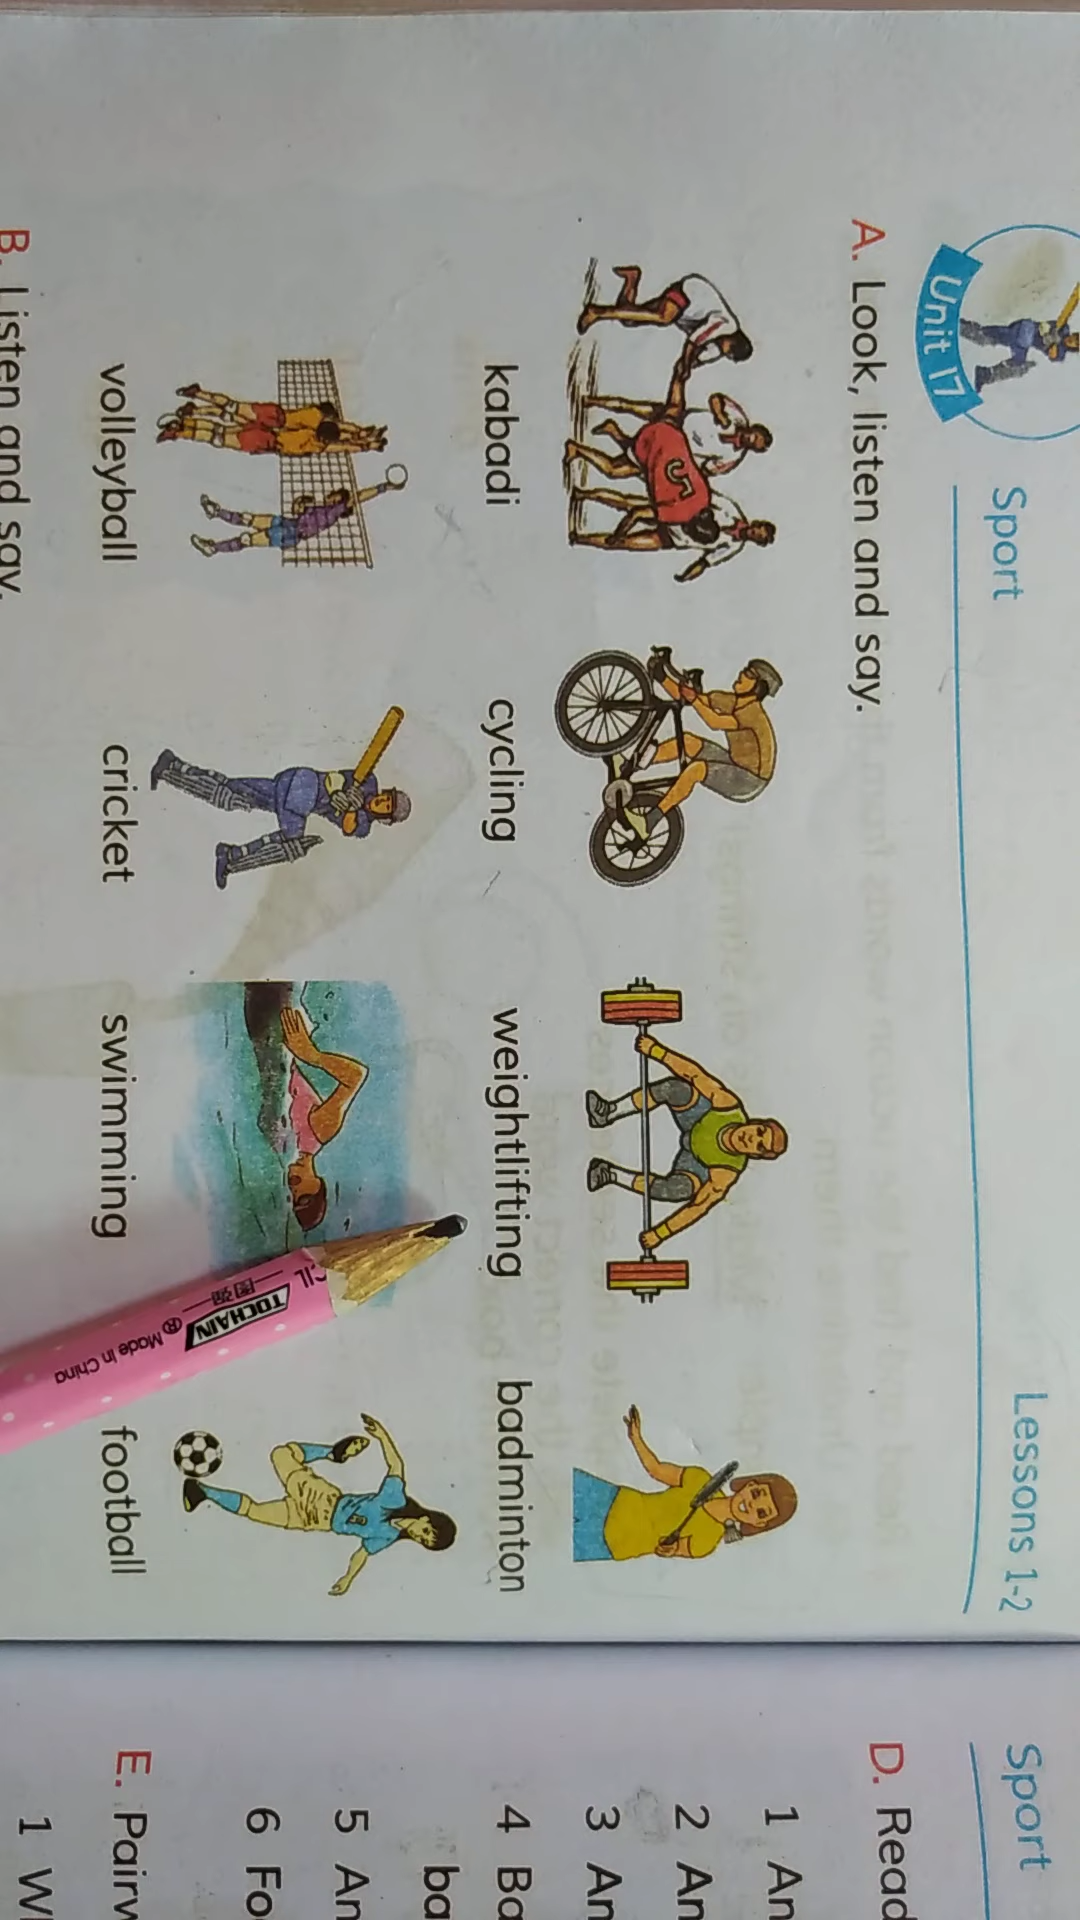 Unit 17
Sport
Lessons 1-2
A. Look, listen and say.
5
kabadi
cycling
weightlifting
badminton
volleyball
cricket
swimming
football
B. Listen and say.
TOCHAIN
® Made in China
Sport
D. Read
1 An
2 An
3 An
4 Ba
ba
5 An
6 Fo
E. Pairw
1 Wh